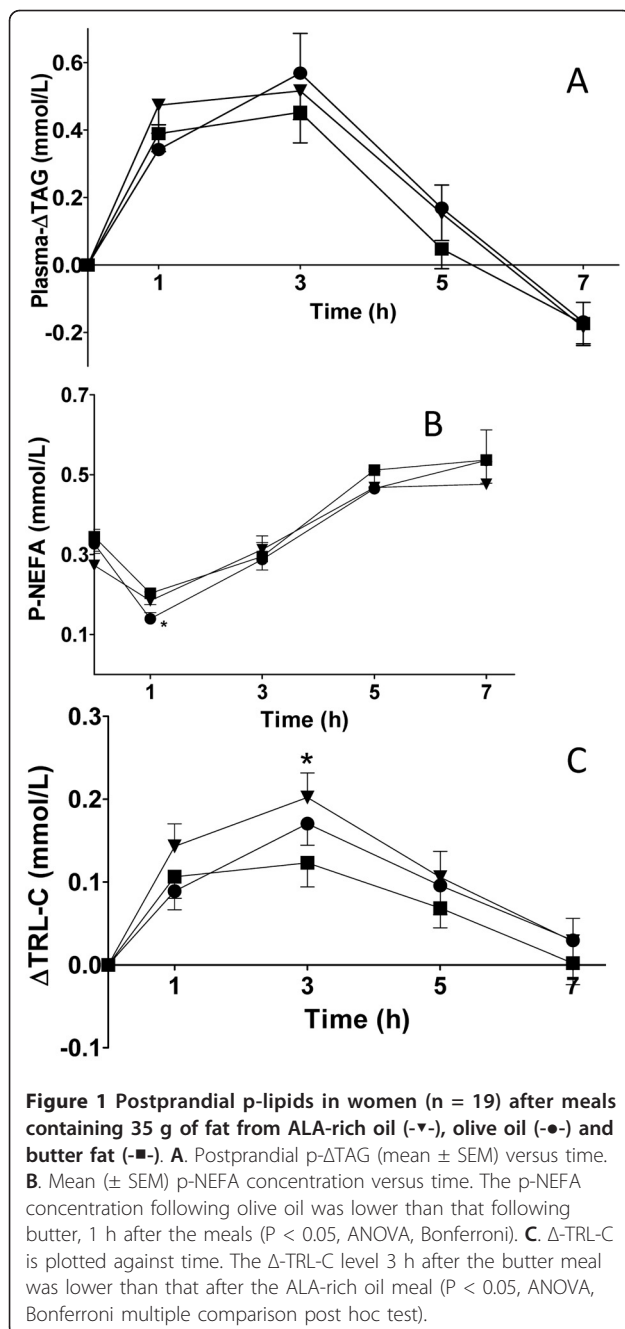 0.6
0.4
0.2
0.0
-0.2
Plasma-ΔTAG (mmol/L)
A
1 3 5 7
Time (h)
0.7
0.5
0.3
0.1
P-NEFA (mmol/L)
B
*
1 3 5 7
Time (h)
0.3
0.2
0.1
0.0
-0.1
ΔTRL-C (mmol/L)
*
C
1 3 5 7
Time (h)
Figure 1 Postprandial p-lipids in women (n = 19) after meals
containing 35 g of fat from ALA-rich oil (-▾-), olive oil (-●-) and
butter fat (-■-). A. Postprandial p-ΔTAG (mean ± SEM) versus time.
B. Mean (± SEM) p-NEFA concentration versus time. The p-NEFA
concentration following olive oil was lower than that following
butter, 1 h after the meals (P < 0.05, ANOVA, Bonferroni). C. Δ-TRL-C
is plotted against time. The Δ-TRL-C level 3 h after the butter meal
was lower than that after the ALA-rich oil meal (P < 0.05, ANOVA,
Bonferroni multiple comparison post hoc test).